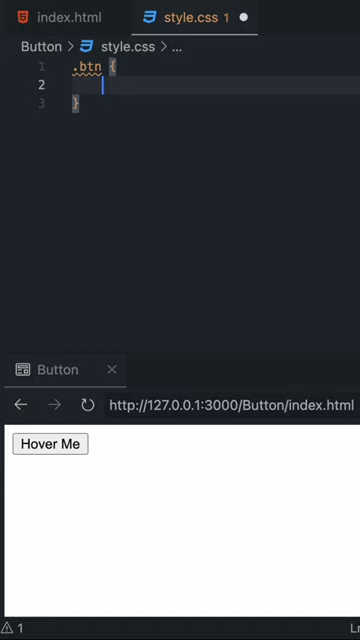 index.html style.css 1
Button > style.css > ...
1 .btn {
2
3 }
Button
http://127.0.0.1:3000/Button/index.html
Hover Me
1